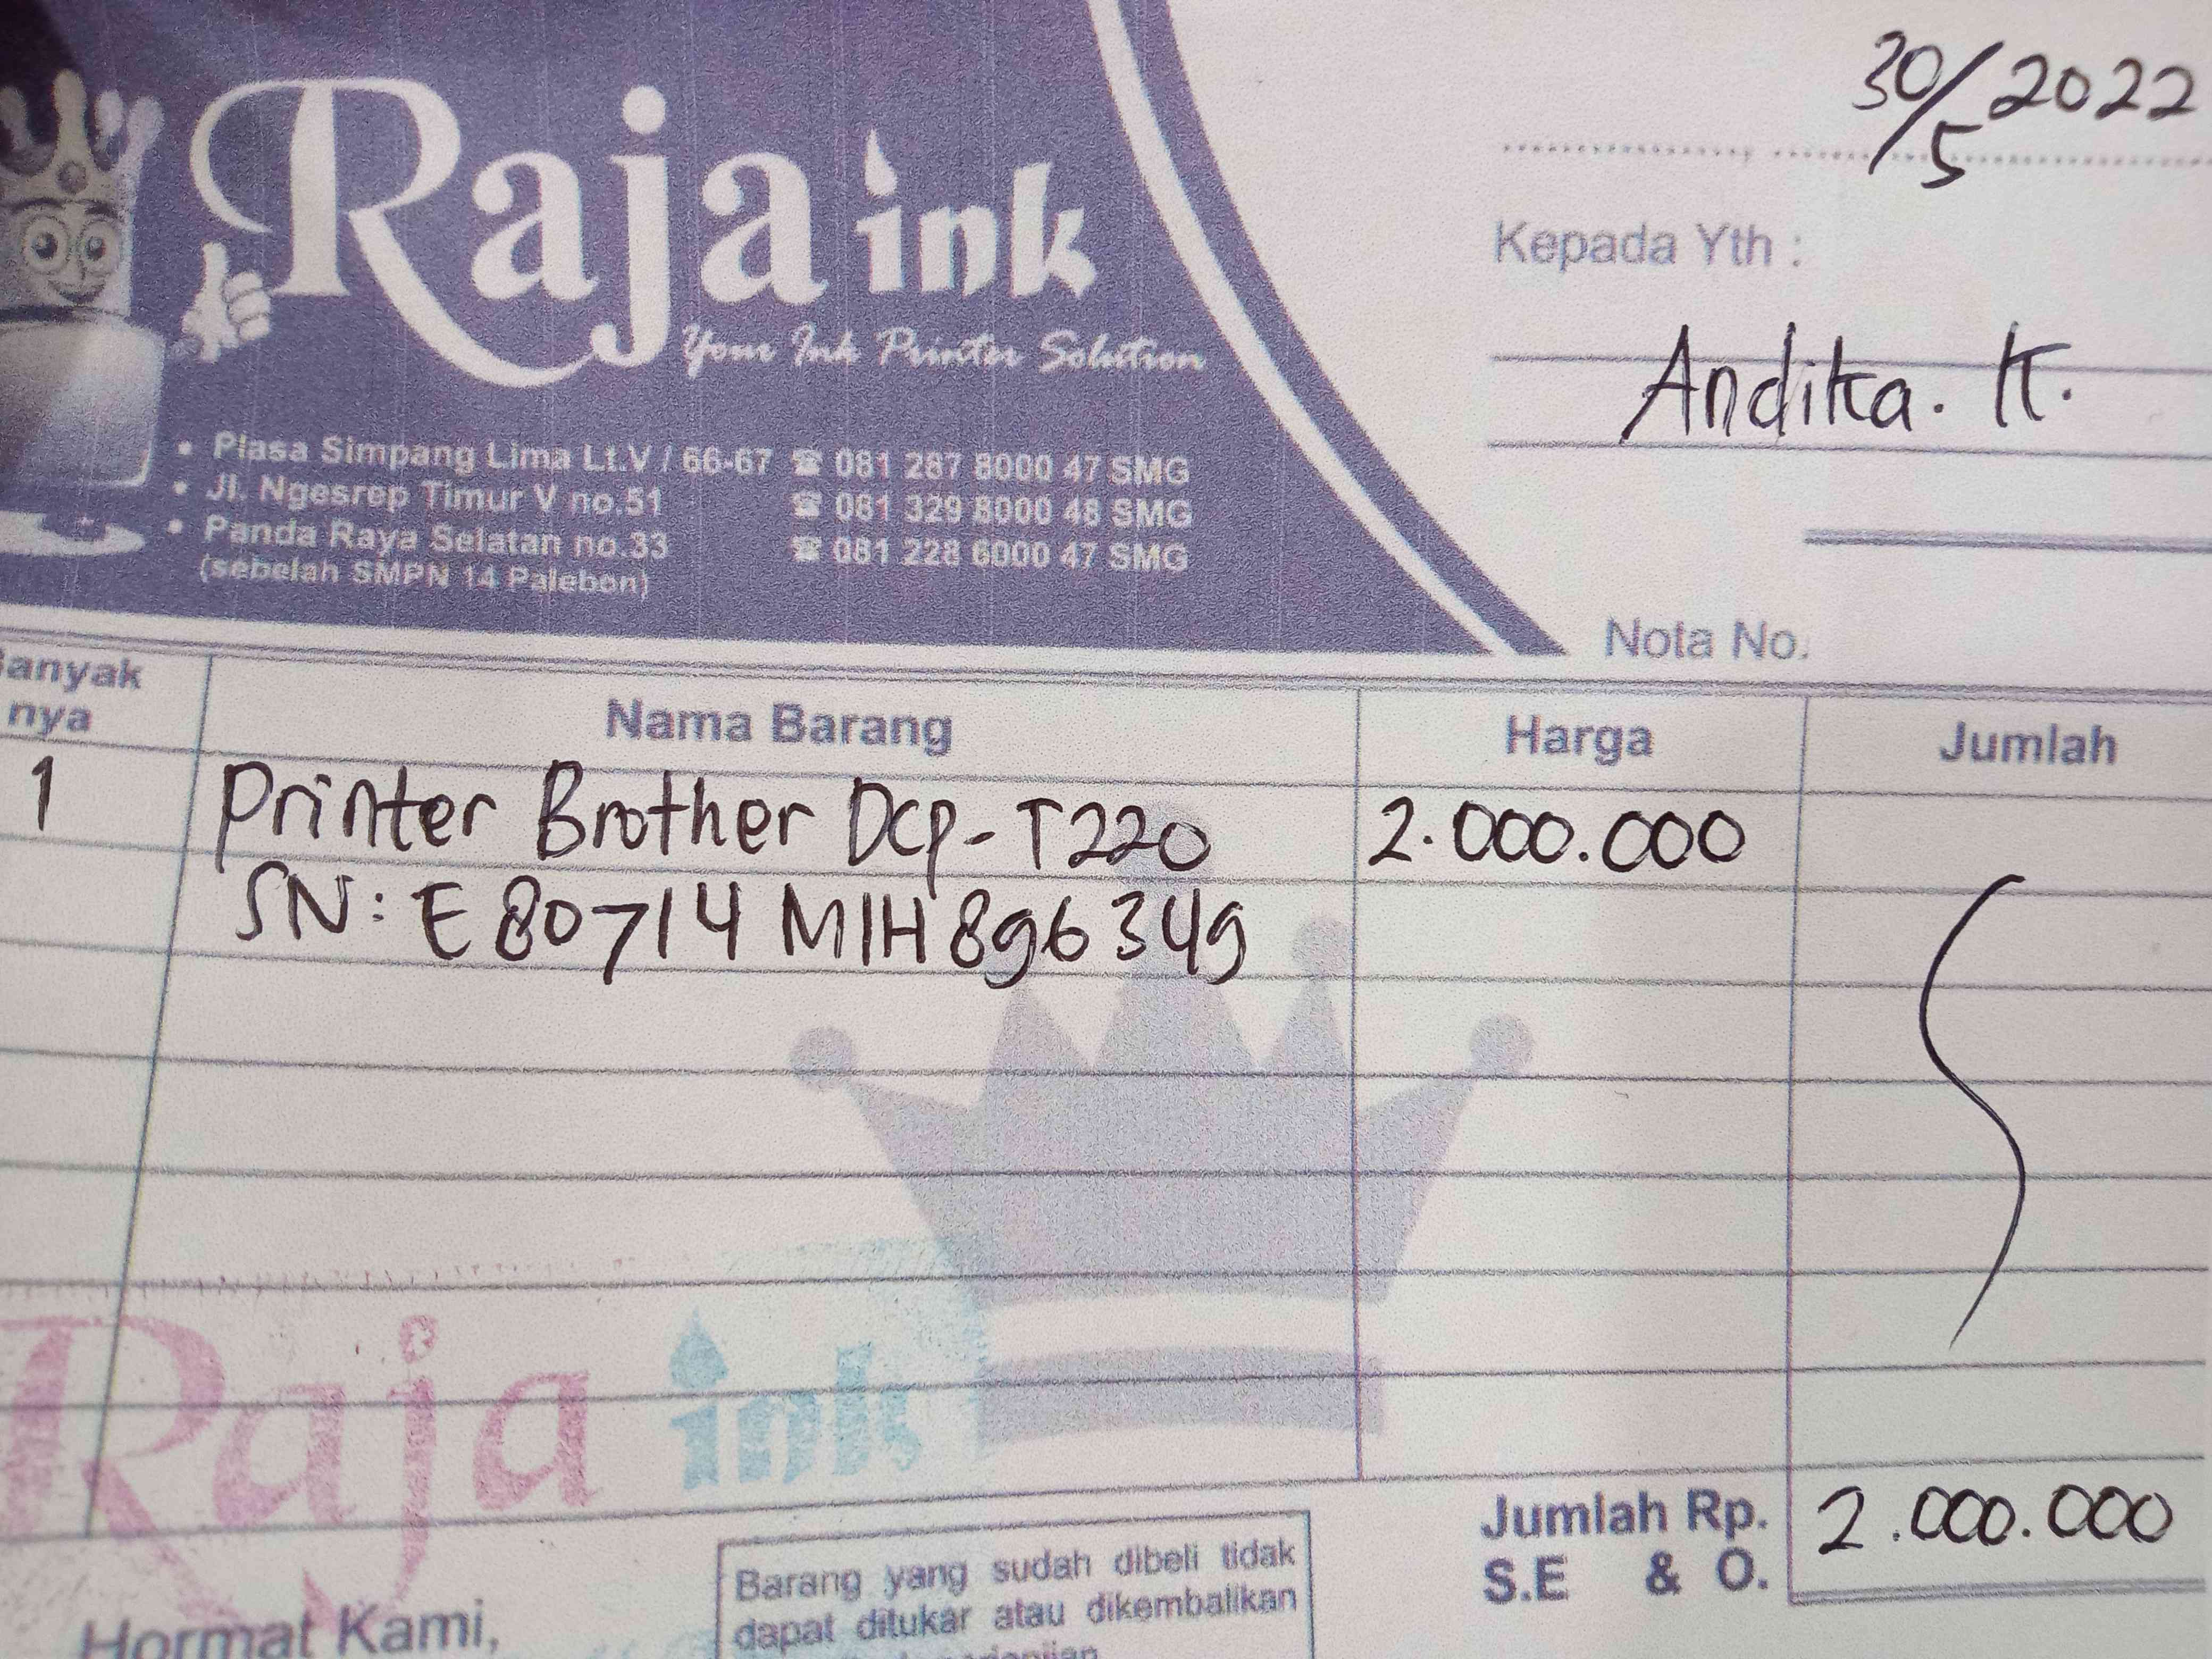 30/5 2022
Raja ink
Your Ink Printer Solution
Kepada Yth :
Andika. K.
• Plasa Simpang Lima Lt.V / 66-67 ☎ 081 287 8000 47 SMG
• Jl. Ngesrep Timur V no.51 ☎ 081 329 8000 48 SMG
• Panda Raya Selatan no.33 ☎ 081 228 6000 47 SMG
(sebelah SMPN 14 Palebon)
Nota No.
Banyak nya Nama Barang Harga Jumlah
1 Printer Brother DCP-T220 2.000.000
SN: E80714M1H896349
Raja ink
Jumlah Rp. 2.000.000
S.E & O.
Hormat Kami,
Barang yang sudah dibeli tidak
dapat ditukar atau dikembalikan